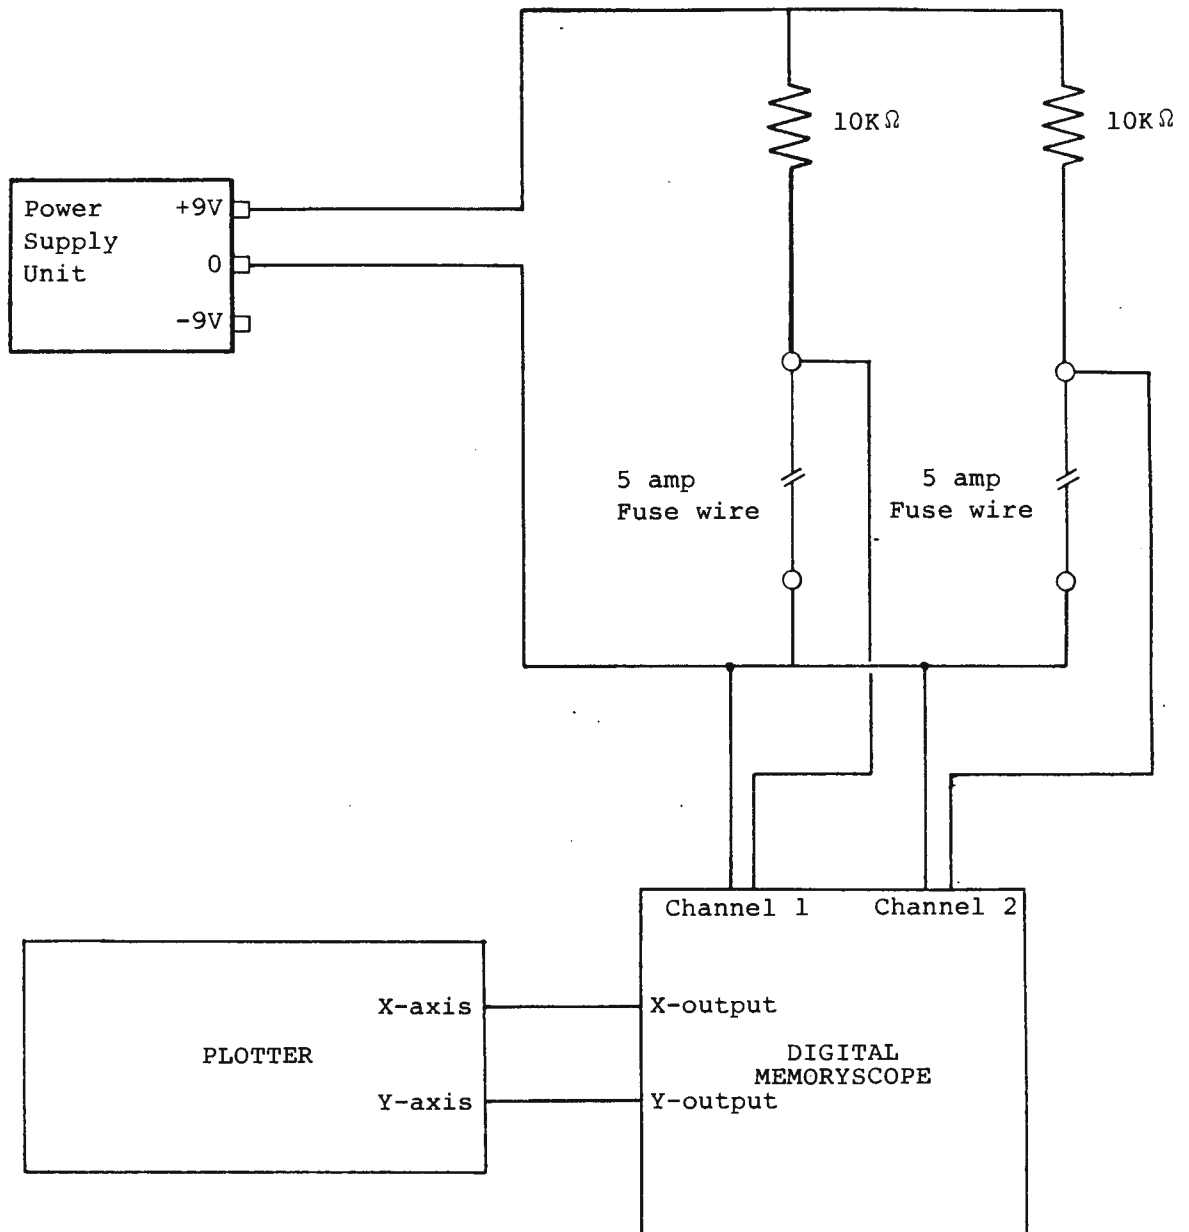 10KΩ
10KΩ
Power
Supply
Unit
+9V
0
-9V
5 amp
Fuse wire
5 amp
Fuse wire
Channel 1
Channel 2
X-axis
X-output
PLOTTER
DIGITAL
MEMORYSCOPE
Y-axis
Y-output